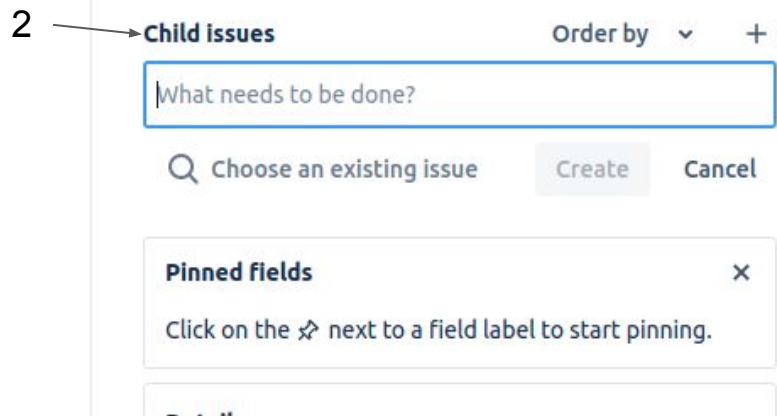 2
Child issues Order by
What needs to be done?
Choose an existing issue Create Cancel
Pinned fields
Click on the next to a field label to start pinning.